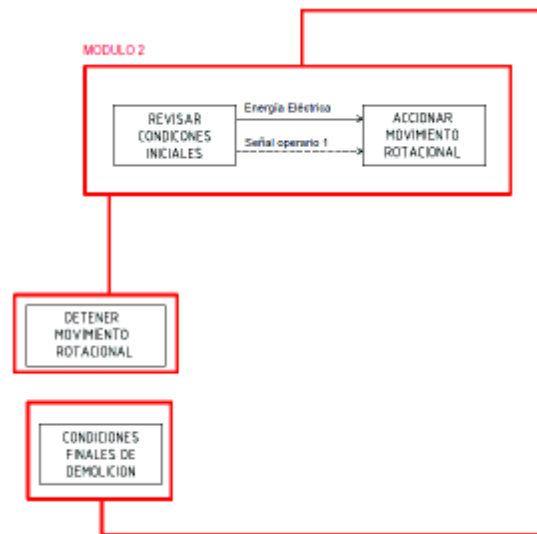 MODULO 2
REVISAR
CONDICONES
INICIALES
Energía Eléctrica
Señal operario 1
ACCIONAR
MOVIMIENTO
ROTACIONAL
DETENER
MOVIMIENTO
ROTACIONAL
CONDICIONES
FINALES DE
DEMOLICION